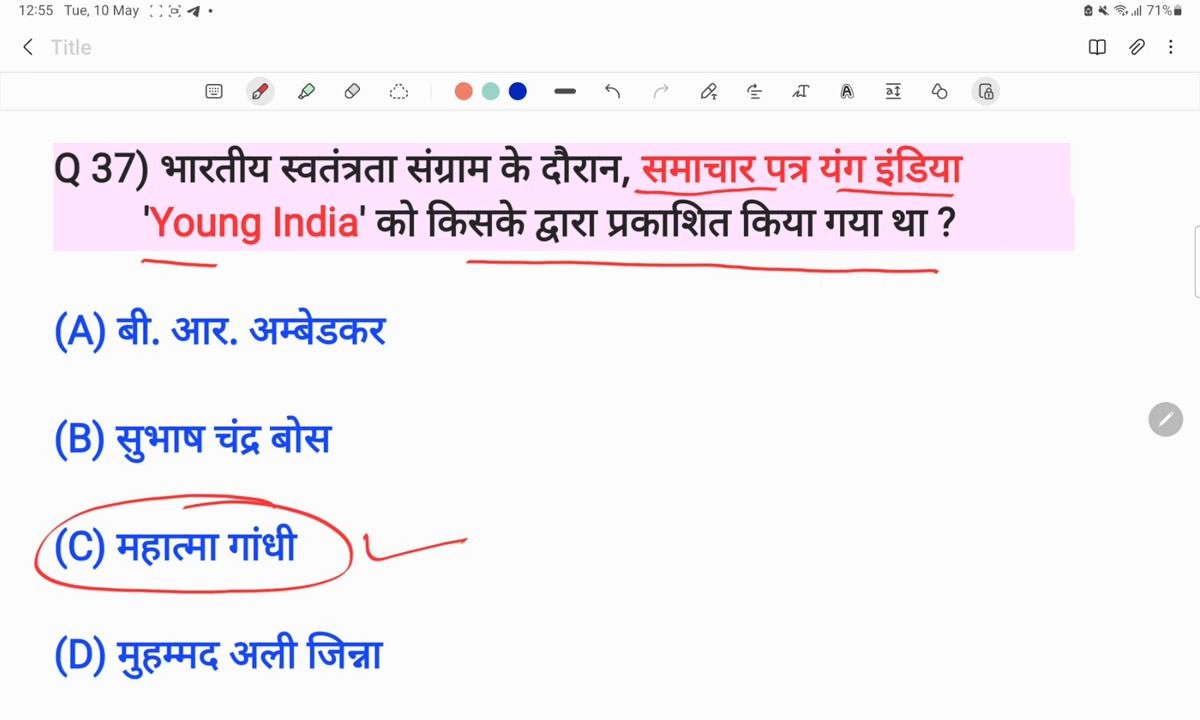 12:55 Tue, 10 May
71%
Title
Q 37) भारतीय स्वतंत्रता संग्राम के दौरान, समाचार पत्र यंग इंडिया
'Young India' को किसके द्वारा प्रकाशित किया गया था ?
(A) बी. आर. अम्बेडकर
(B) सुभाष चंद्र बोस
(C) महात्मा गांधी
(D) मुहम्मद अली जिन्ना